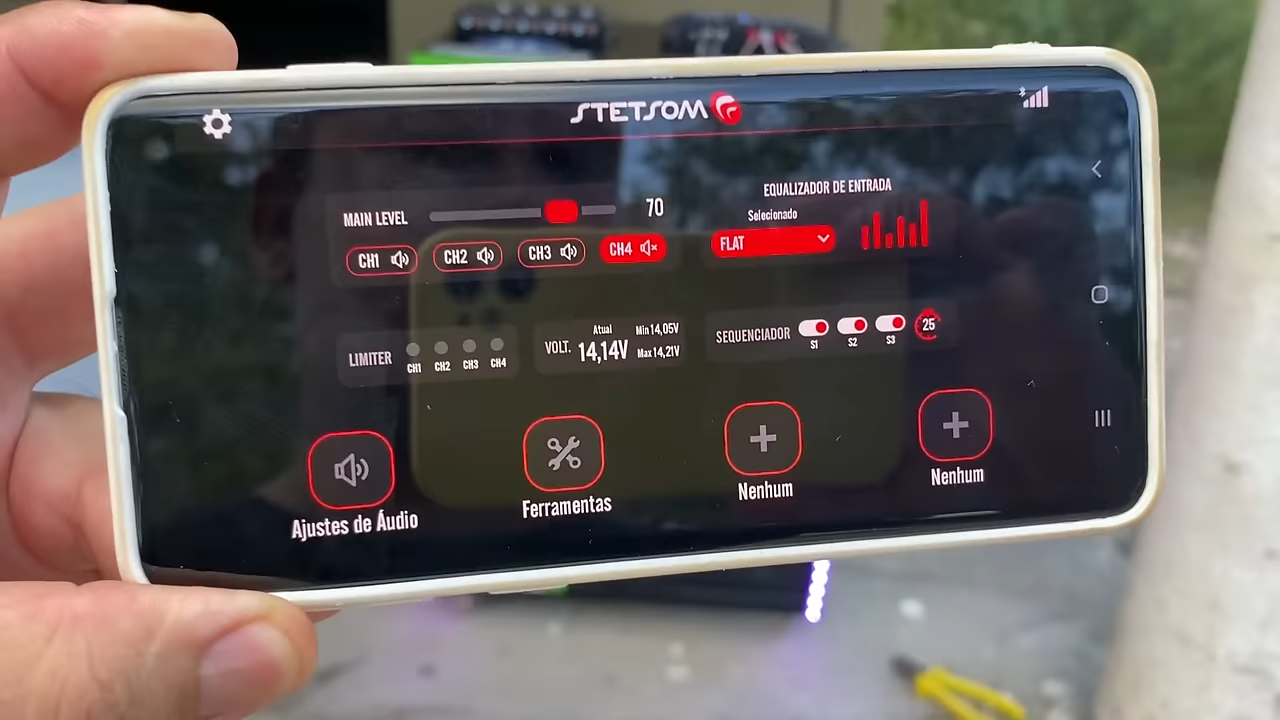 STETSOM
MAIN LEVEL
70
CH1
CH2
CH3
CH4
EQUALIZADOR DE ENTRADA
Selecionado
FLAT
LIMITER
CH1
CH2
CH3
CH4
VOLT.
Atual
14,14V
Min 14,05V
Max 14,21V
SEQUENCIADOR
S1
S2
S3
25
Ajustes de Áudio
Ferramentas
Nenhum
Nenhum